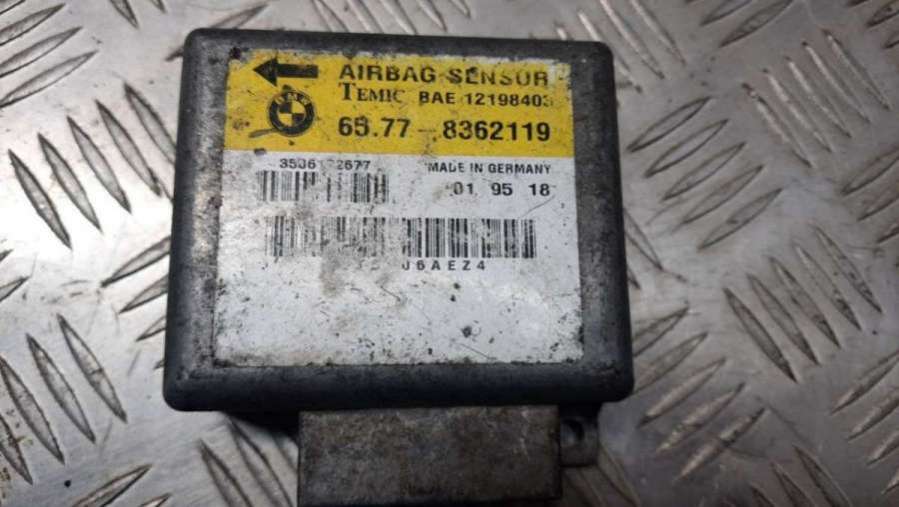 AIRBAG SENSOR
TEMIC BAE 12198403
65.77 - 8362119
MADE IN GERMANY
01 95 18
J6AEZ4